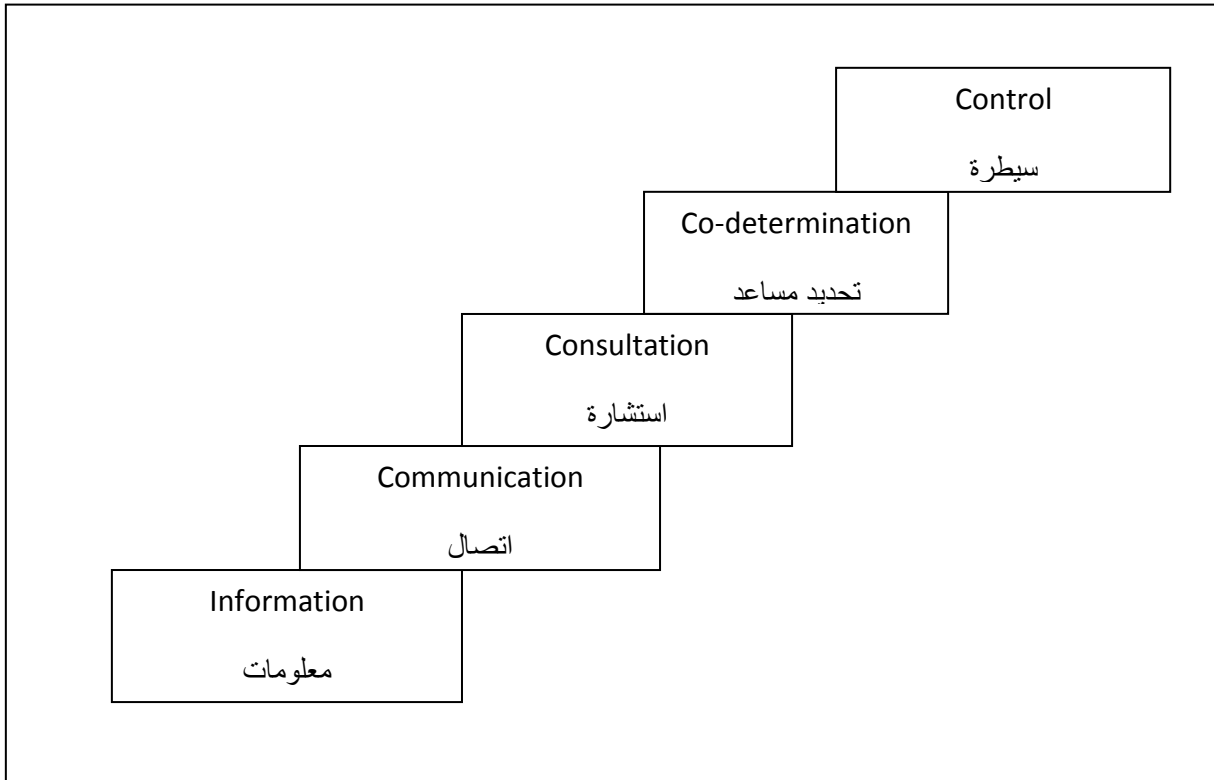 Control
سيطرة
Co-determination
تحديد مساعد
Consultation
استشارة
Communication
اتصال
Information
معلومات